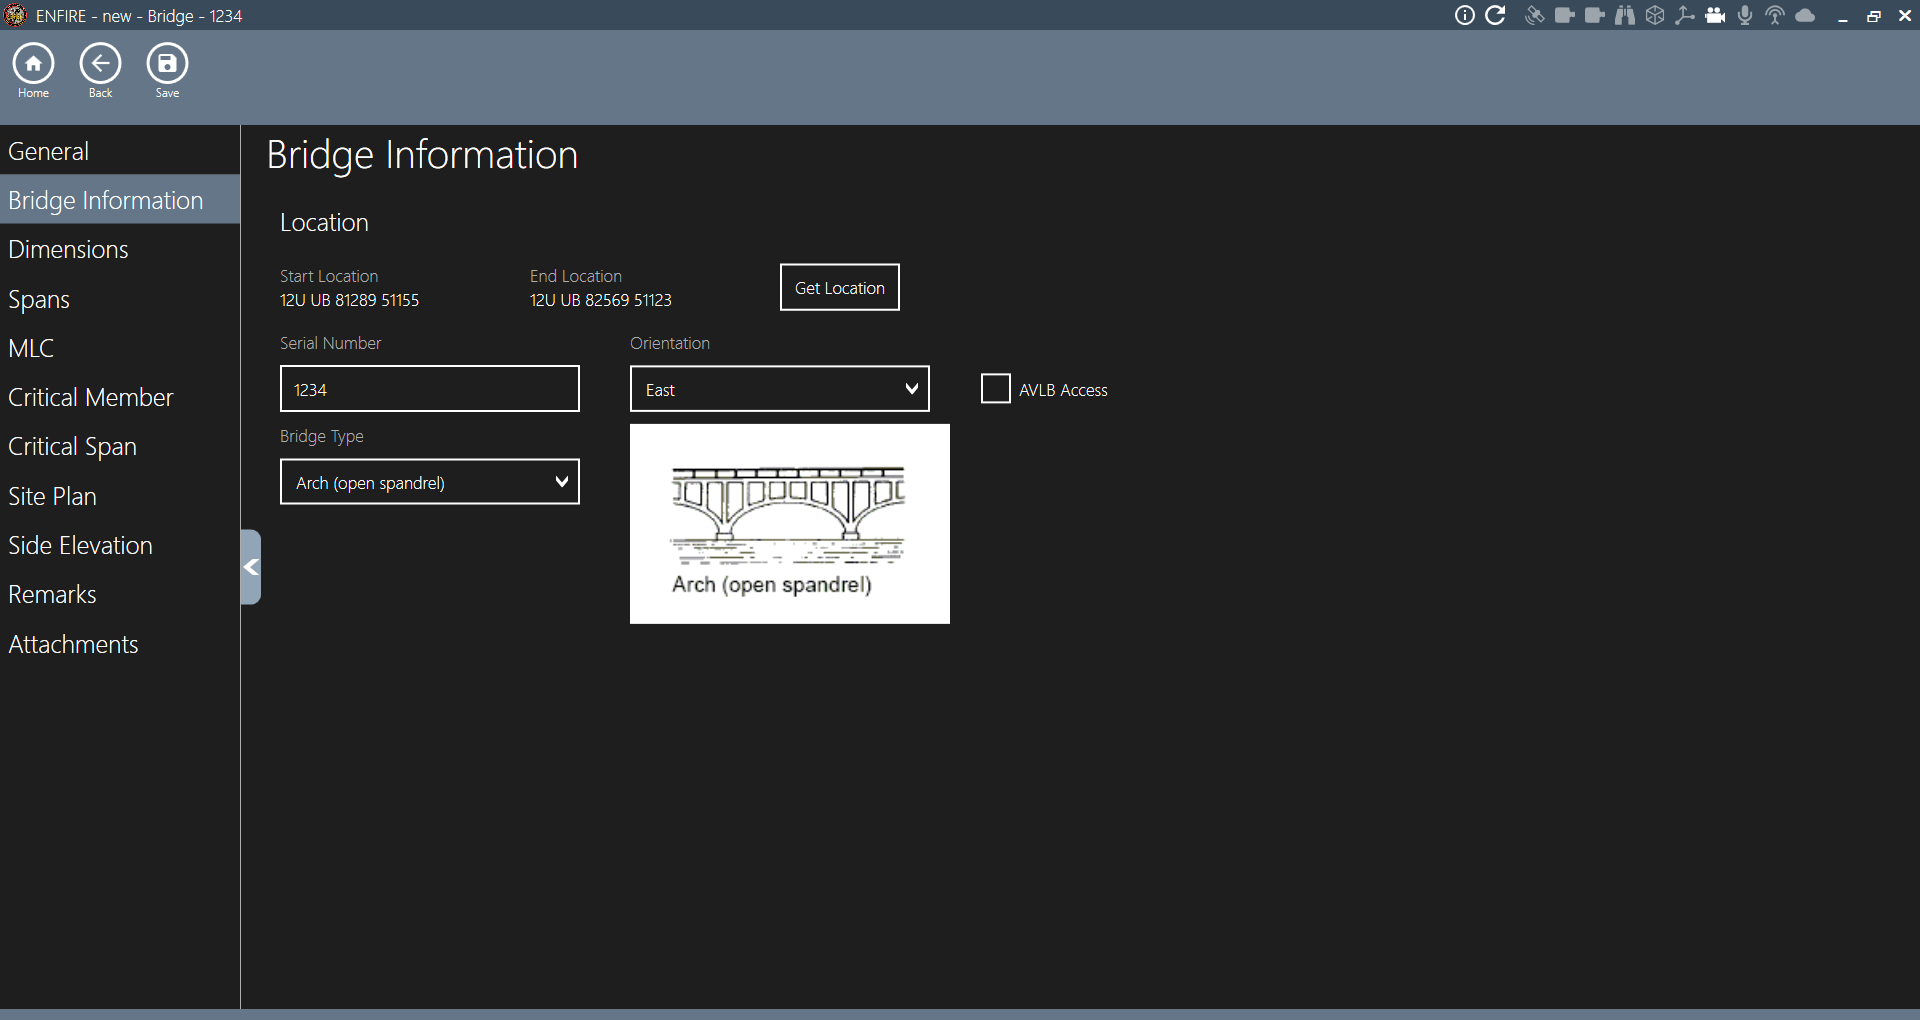 ENFIRE - new - Bridge - 1234
Home
Back
Save
General
Bridge Information
Dimensions
Spans
MLC
Critical Member
Critical Span
Site Plan
Side Elevation
Remarks
Attachments
Bridge Information
Location
Start Location
12U UB 81289 51155
End Location
12U UB 82569 51123
Get Location
Serial Number
1234
Orientation
East
AVLB Access
Bridge Type
Arch (open spandrel)
Arch (open spandrel)